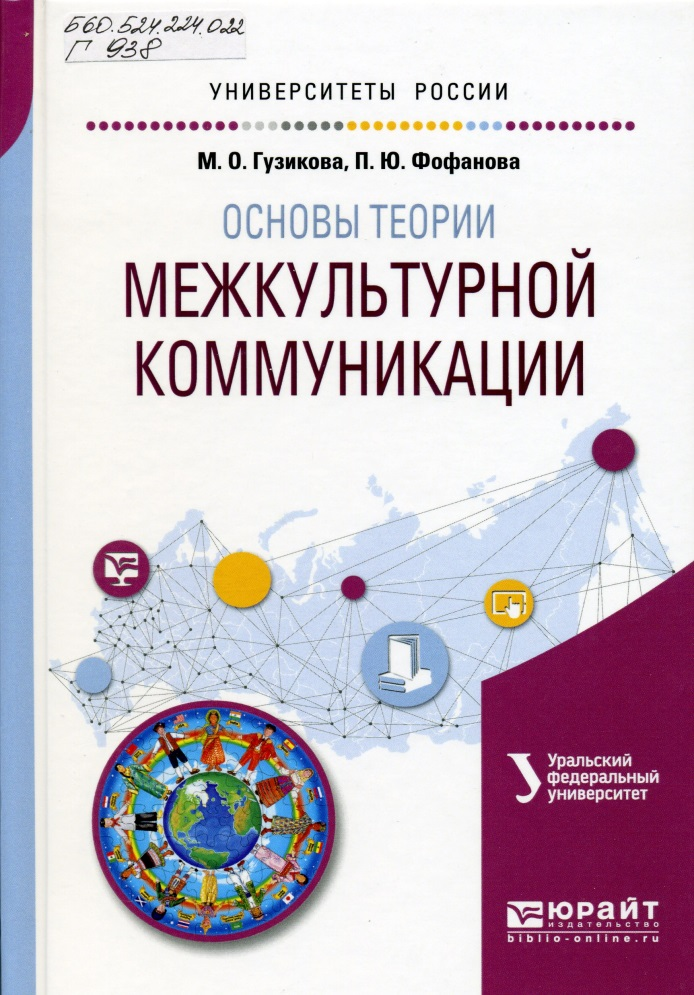 Б60.524.224.022
Г 938
УНИВЕРСИТЕТЫ РОССИИ
М. О. Гузикова, П. Ю. Фофанова
ОСНОВЫ ТЕОРИИ
МЕЖКУЛЬТУРНОЙ
КОММУНИКАЦИИ
Уральский
федеральный
университет
ЮРАЙТ
издательство
biblio-online.ru